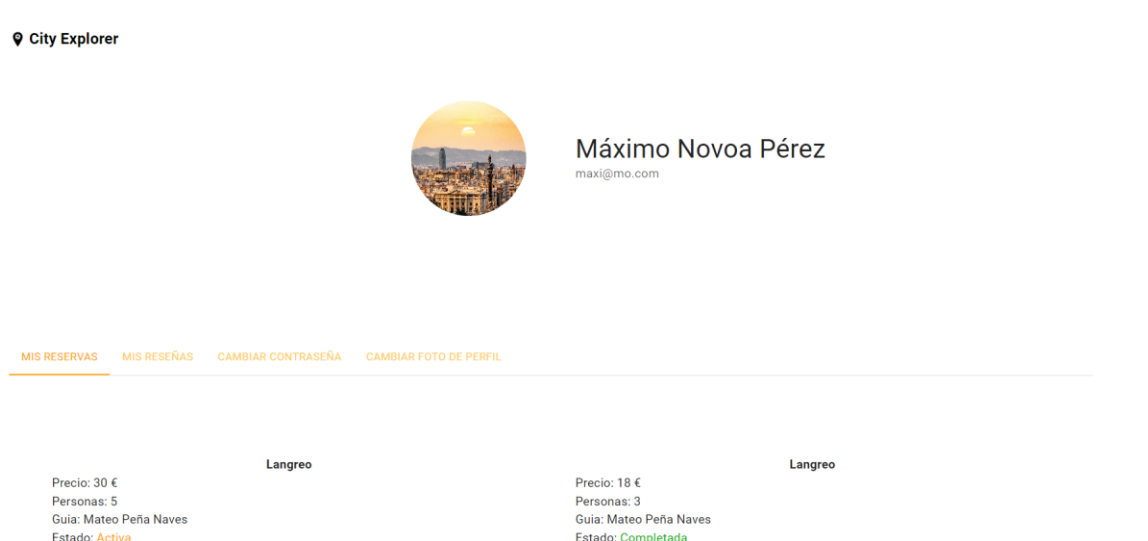 City Explorer
Máximo Novoa Pérez
maxi@mo.com
MIS RESERVAS MIS RESEÑAS CAMBIAR CONTRASEÑA CAMBIAR FOTO DE PERFIL
Langreo
Precio: 30 €
Personas: 5
Guia: Mateo Peña Naves
Estado: Activa
Langreo
Precio: 18 €
Personas: 3
Guia: Mateo Peña Naves
Estado: Completada